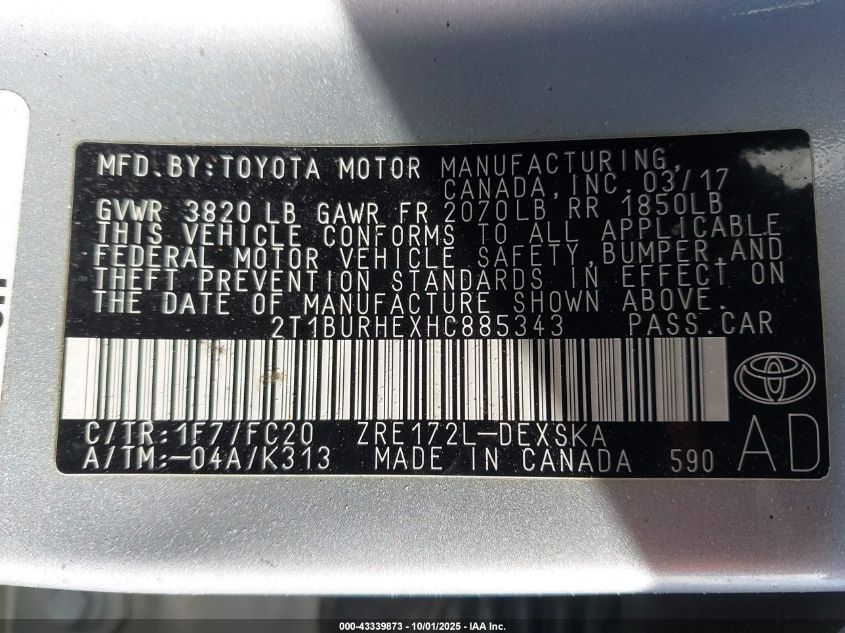 MFD.BY:TOYOTA MOTOR MANUFACTURING,
CANADA, INC. 03/17
GVWR 3820 LB GAWR FR 2070LB RR 1850LB
THIS VEHICLE CONFORMS TO ALL APPLICABLE
FEDERAL MOTOR VEHICLE SAFETY,BUMPER,AND
THEFT PREVENTION STANDARDS IN EFFECT ON
THE DATE OF MANUFACTURE SHOWN ABOVE.
2T1BURHEXHC885343 PASS.CAR
C/TR:1F7/FC20 ZRE172L-DEXSKA
A/TM:-04A/K313 MADE IN CANADA 590 AD
000-43339873 - 10/01/2025 - IAA Inc.